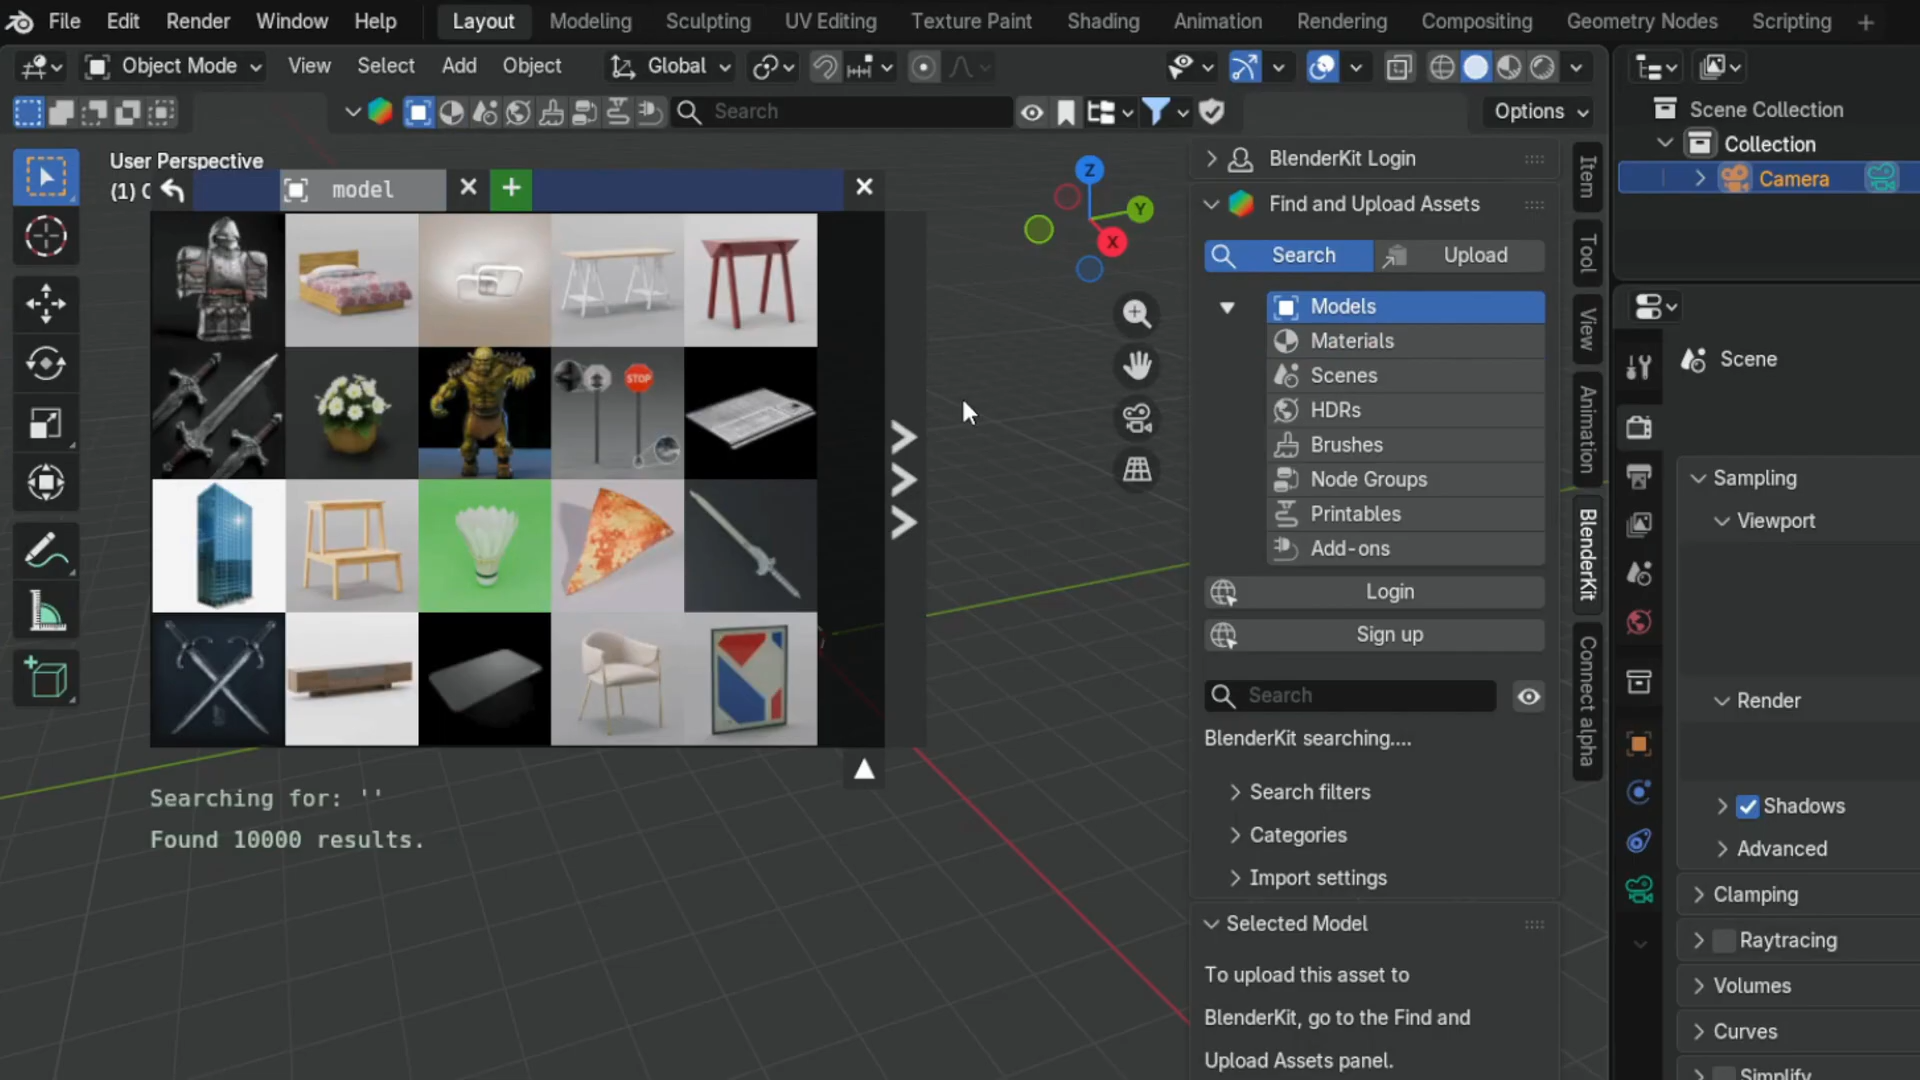 File Edit Render Window Help Layout Modeling Sculpting UV Editing Texture Paint Shading Animation Rendering Compositing Geometry Nodes Scripting
Object Mode View Select Add Object Global
Search Options
User Perspective
(1) C
model
BlenderKit Login
Find and Upload Assets
Search Upload
Models
Materials
Scenes
HDRs
Brushes
Node Groups
Printables
Add-ons
Login
Sign up
Search
BlenderKit searching....
Search filters
Categories
Import settings
Selected Model
To upload this asset to
BlenderKit, go to the Find and
Upload Assets panel.
Z
Y
X
STOP
Searching for: ''
Found 10000 results.
Item
Tool
View
Animation
BlenderKit
Connect alpha
Scene Collection
Collection
Camera
Scene
Sampling
Viewport
Render
Shadows
Advanced
Clamping
Raytracing
Volumes
Curves
Simplify